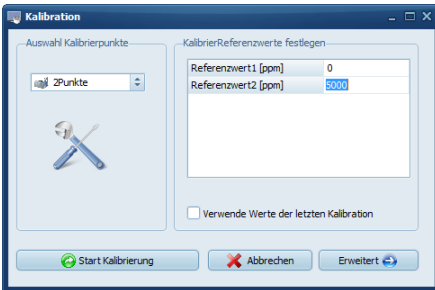 Kalibration
Auswahl Kalibrierpunkte
2Punkte
KalibrierReferenzwerte festlegen
Referenzwert1 [ppm] 0
Referenzwert2 [ppm] 5000
Verwende Werte der letzten Kalibration
Start Kalibrierung
Abbrechen
Erweitert